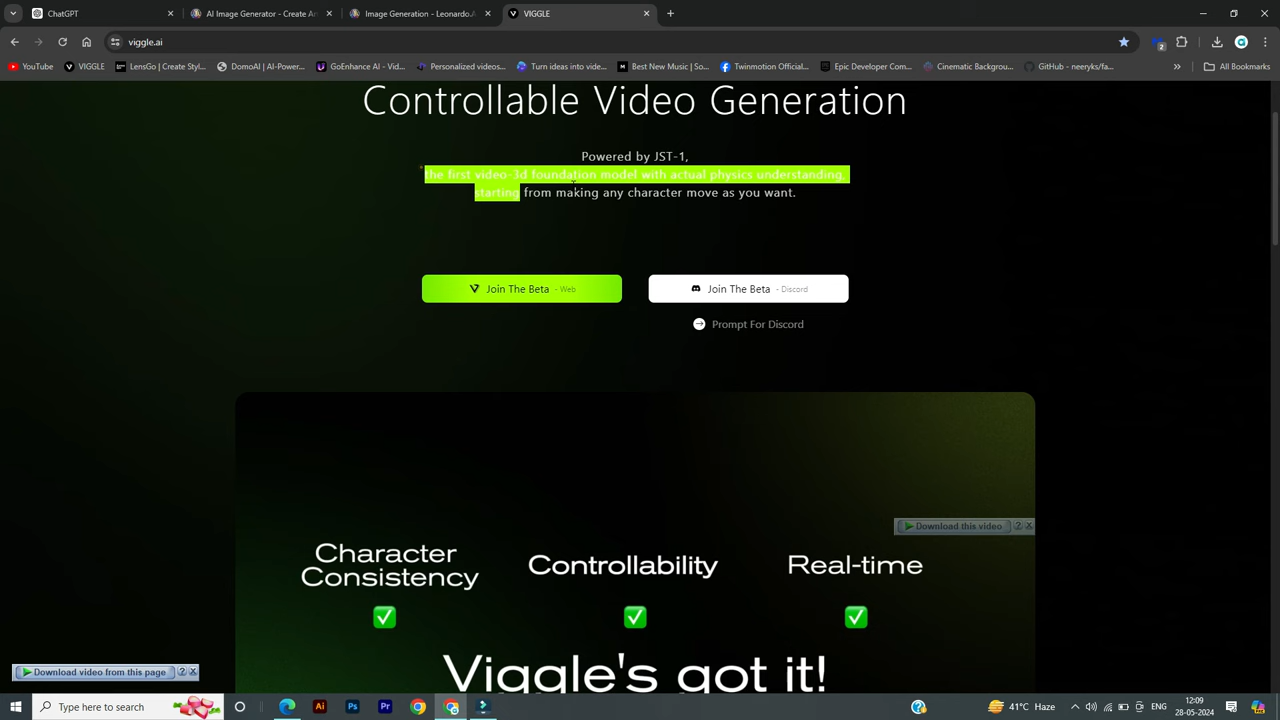 ChatGPT
AI Image Generator - Create Ar
Image Generation - Leonardo.A
VIGGLE
viggle.ai
2
YouTube
VIGGLE
LensGo | Create Styl...
DomoAI | AI-Power...
GoEnhance AI - Vid...
Personalized videos...
Turn ideas into vide...
Best New Music | So...
Twinmotion Official...
Epic Developer Com...
Cinematic Backgrou...
GitHub - neeryks/fa...
All Bookmarks
Controllable Video Generation
Powered by JST-1,
the first video-3d foundation model with actual physics understanding,
starting from making any character move as you want.
Join The Beta - Web
Join The Beta - Discord
Prompt For Discord
Download this video ? X
Character
Consistency
Controllability
Real-time
Viggle's got it!
Download video from this page ? X
Type here to search
Ai
Ps
Pr
41°C Haze
12:09
28-05-2024